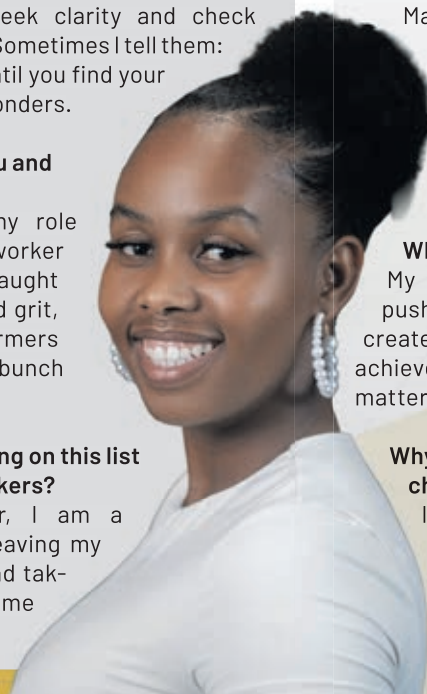 eek clarity and check
Sometimes I tell them:
til you find your
onders.
u and
ny role
worker
aught
d grit,
rmers
bunch
ng on this list
kers?
r, I am a
eaving my
nd tak-
me
Ma
Wh
My
push
create
achieve
matter
Why
ch
I